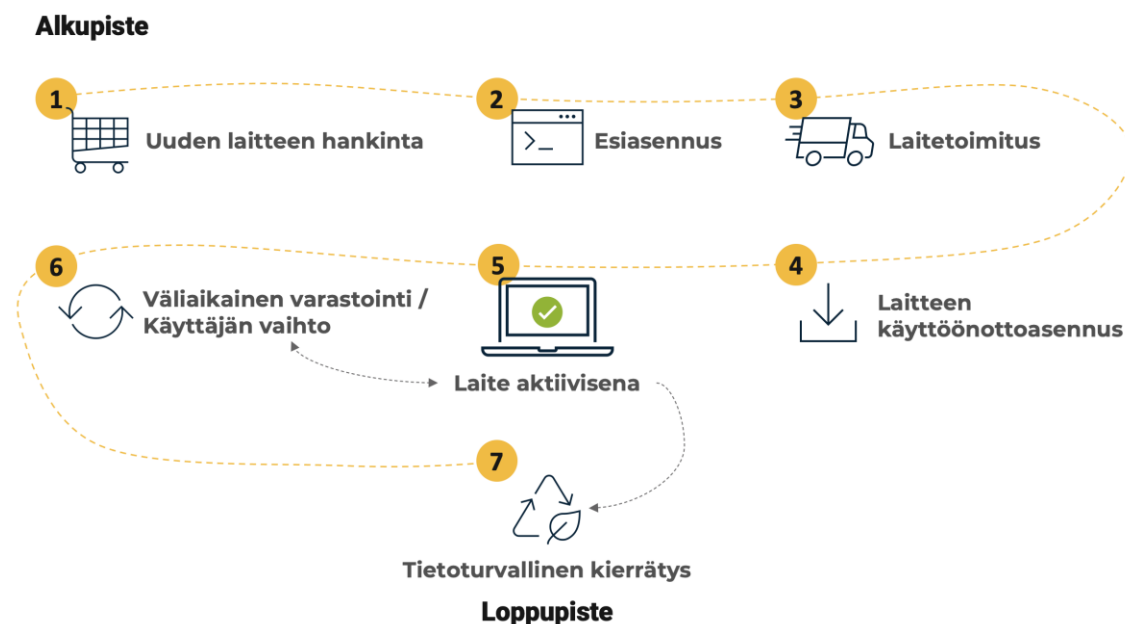 Alkupiste
1
Uuden laitteen hankinta
2
>_
Esiasennus
3
Laitetoimitus
4
Laitteen
käyttöönottoasennus
5
Laite aktiivisena
6
Väliaikainen varastointi /
Käyttäjän vaihto
7
Tietoturvallinen kierrätys
Loppupiste